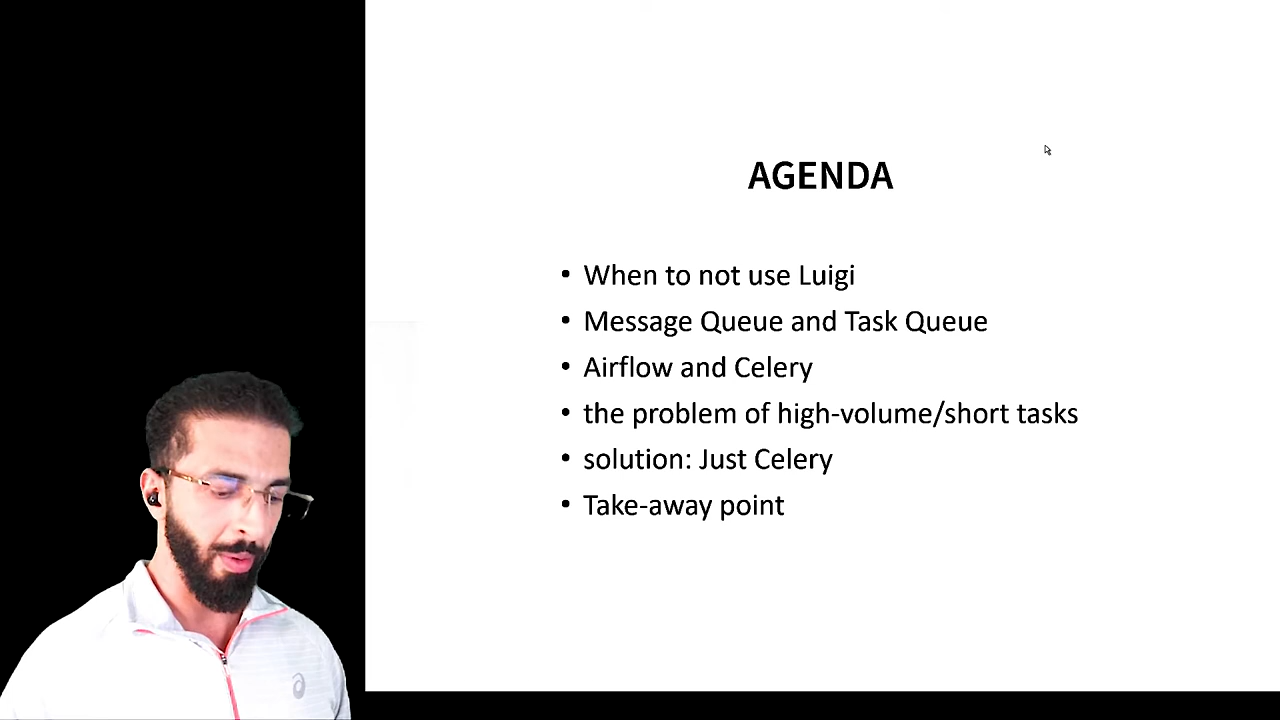 AGENDA
• When to not use Luigi
• Message Queue and Task Queue
• Airflow and Celery
• the problem of high-volume/short tasks
• solution: Just Celery
• Take-away point